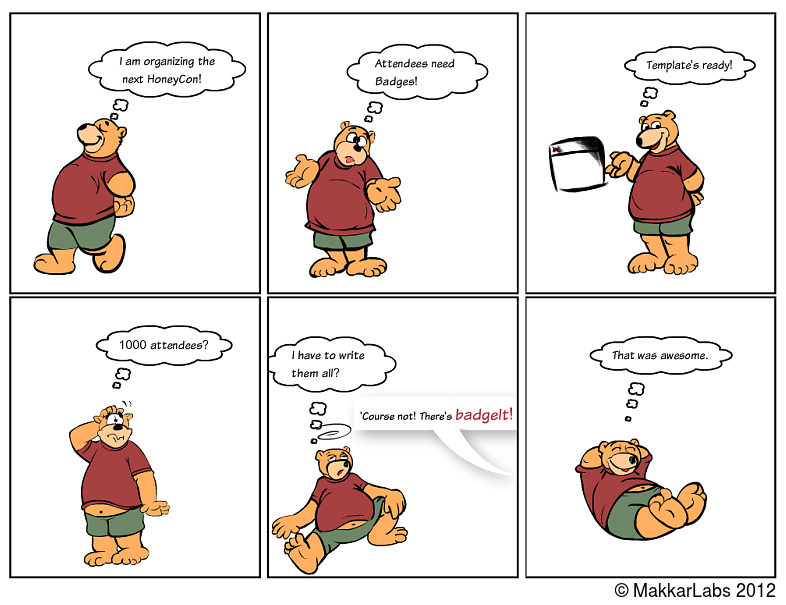 I am organizing the
next HoneyCon!
Attendees need
Badges!
Template's ready!
1000 attendees?
I have to write
them all?
'Course not! There's badgeIt!
That was awesome.
© MakkarLabs 2012